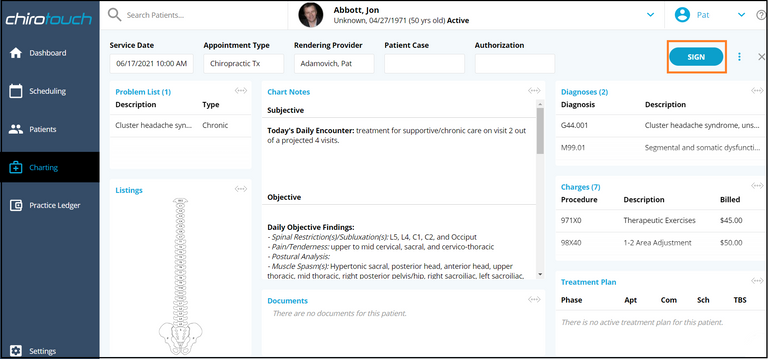 chirotouch
Search Patients...
Abbott, Jon
Unknown, 04/27/1971 (50 yrs old) Active
Pat
Dashboard
Scheduling
Patients
Charting
Practice Ledger
Settings
Service Date
Appointment Type
Rendering Provider
Patient Case
Authorization
06/17/2021 10:00 AM
Chiropractic Tx
Adamovich, Pat
SIGN
Problem List (1)
Description Type
Cluster headache syn... Chronic
Listings
Chart Notes
Subjective
Today's Daily Encounter: treatment for supportive/chronic care on visit 2 out
of a projected 4 visits.
Objective
Daily Objective Findings:
- Spinal Restriction(s)/Subluxation(s): L5, L4, C1, C2, and Occiput
- Pain/Tenderness: upper to mid cervical, sacral, and cervico-thoracic
- Postural Analysis:
- Muscle Spasm(s): Hypertonic sacral, posterior head, anterior head, upper
thoracic, mid thoracic, right posterior pelvis/hip, right sacroiliac, left sacroiliac,
Documents
There are no documents for this patient.
Diagnoses (2)
Diagnosis Description
G44.001 Cluster headache syndrome, uns...
M99.01 Segmental and somatic dysfuncti...
Charges (7)
Procedure Description Billed
971X0 Therapeutic Exercises $45.00
98X40 1-2 Area Adjustment $50.00
Treatment Plan
Phase Apt Com Sch TBS
There is no active treatment plan for this patient.